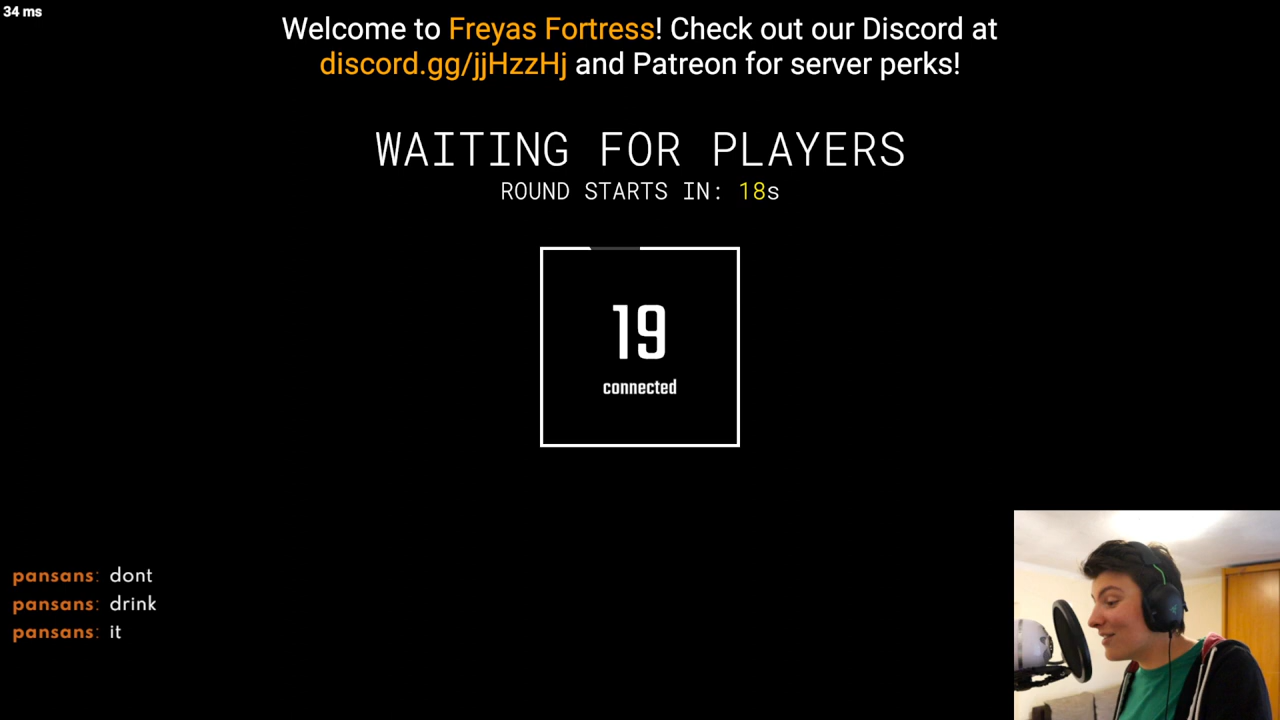 34 ms
Welcome to Freyas Fortress! Check out our Discord at
discord.gg/jjHzzHj and Patreon for server perks!
WAITING FOR PLAYERS
ROUND STARTS IN: 18s
19
connected
pansans: dont
pansans: drink
pansans: it